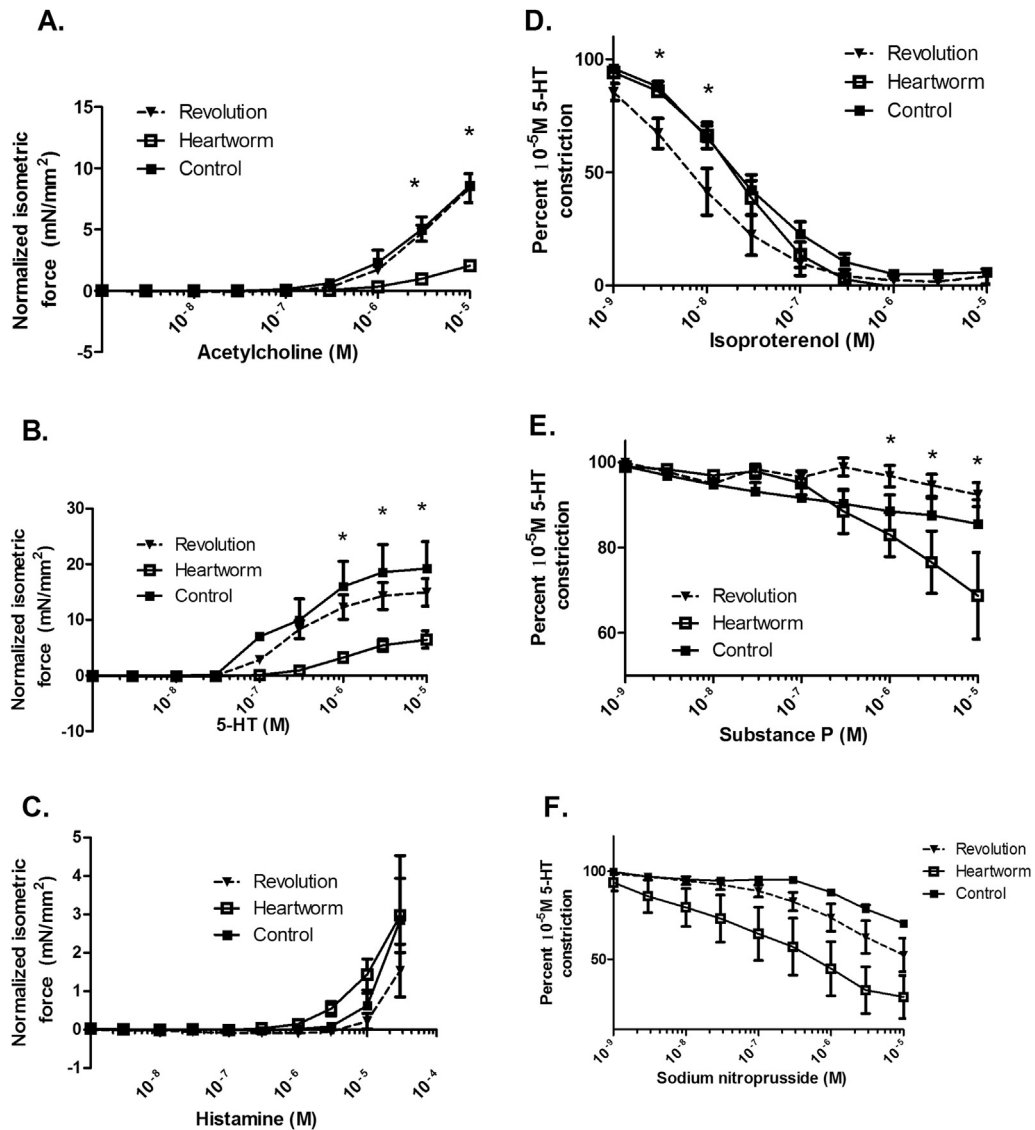 A.
Normalized isometric
force (mN/mm²)
15
10
5
0
-5
Revolution
Heartworm
Control
*
*
10⁻⁸
10⁻⁷
10⁻⁶
10⁻⁵
Acetylcholine (M)
B.
Normalized isometric
force (mN/mm²)
30
20
10
0
-10
Revolution
Heartworm
Control
*
*
*
10⁻⁸
10⁻⁷
10⁻⁶
10⁻⁵
5-HT (M)
C.
Normalized isometric
force (mN/mm²)
5
4
3
2
1
0
-1
Revolution
Heartworm
Control
10⁻⁸
10⁻⁷
10⁻⁶
10⁻⁵
10⁻⁴
Histamine (M)
D.
Percent 10⁻⁵M 5-HT
constriction
100
50
0
*
*
Revolution
Heartworm
Control
10⁻⁹
10⁻⁸
10⁻⁷
10⁻⁶
10⁻⁵
Isoproterenol (M)
E.
Percent 10⁻⁵M 5-HT
constriction
100
80
60
*
*
*
Revolution
Heartworm
Control
10⁻⁹
10⁻⁸
10⁻⁷
10⁻⁶
10⁻⁵
Substance P (M)
F.
Percent 10⁻⁵M 5-HT
constriction
100
50
Revolution
Heartworm
Control
10⁻⁹
10⁻⁸
10⁻⁷
10⁻⁶
10⁻⁵
Sodium nitroprusside (M)